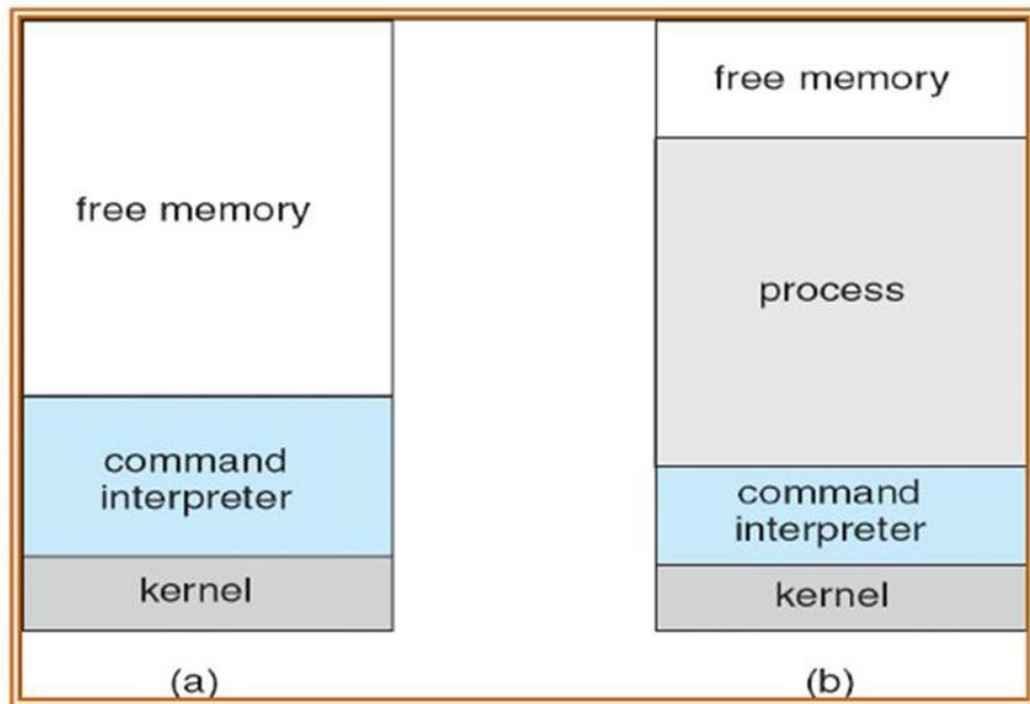 free memory
command
interpreter
kernel
(a)
free memory
process
command
interpreter
kernel
(b)